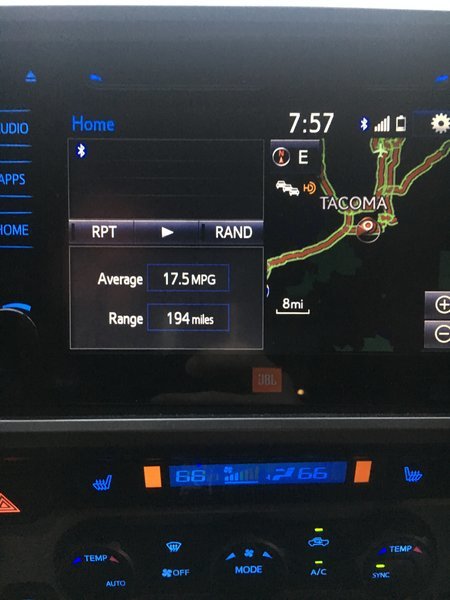 AUDIO
Home
7:57
N
E
APPS
TACOMA
HOME
RPT
RAND
Average 17.5 MPG
8mi
Range 194 miles
JBL
66
66
TEMP
TEMP
OFF
MODE
AUTO
A/C
SYNC